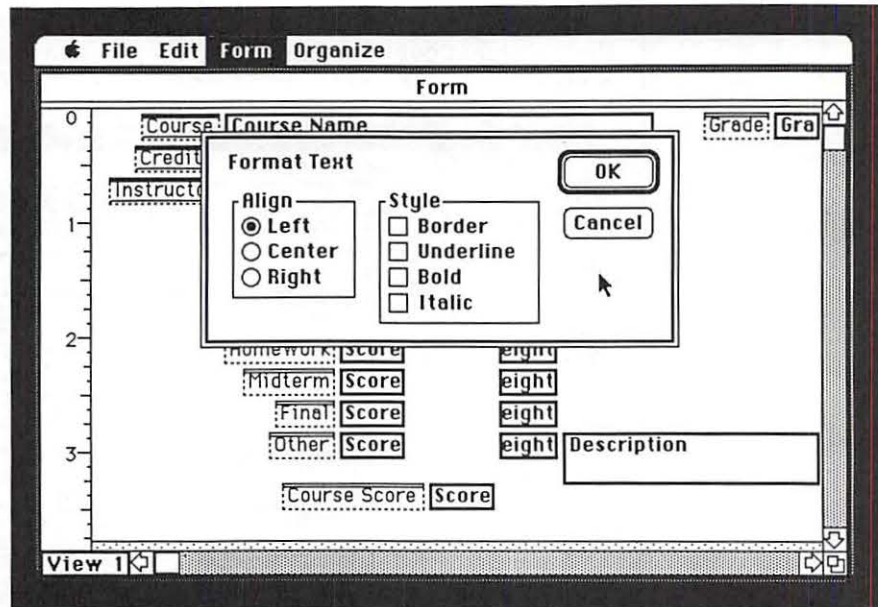 File Edit Form Organize
Form
0
Course Course Name Grade Gra
Credit
Instructo
Format Text
OK
Cancel
Align
Left
Center
Right
Style
Border
Underline
Bold
Italic
1
2
Homework Score eight
Midterm Score eight
Final Score eight
3
Other Score eight Description
Course Score Score
View 1